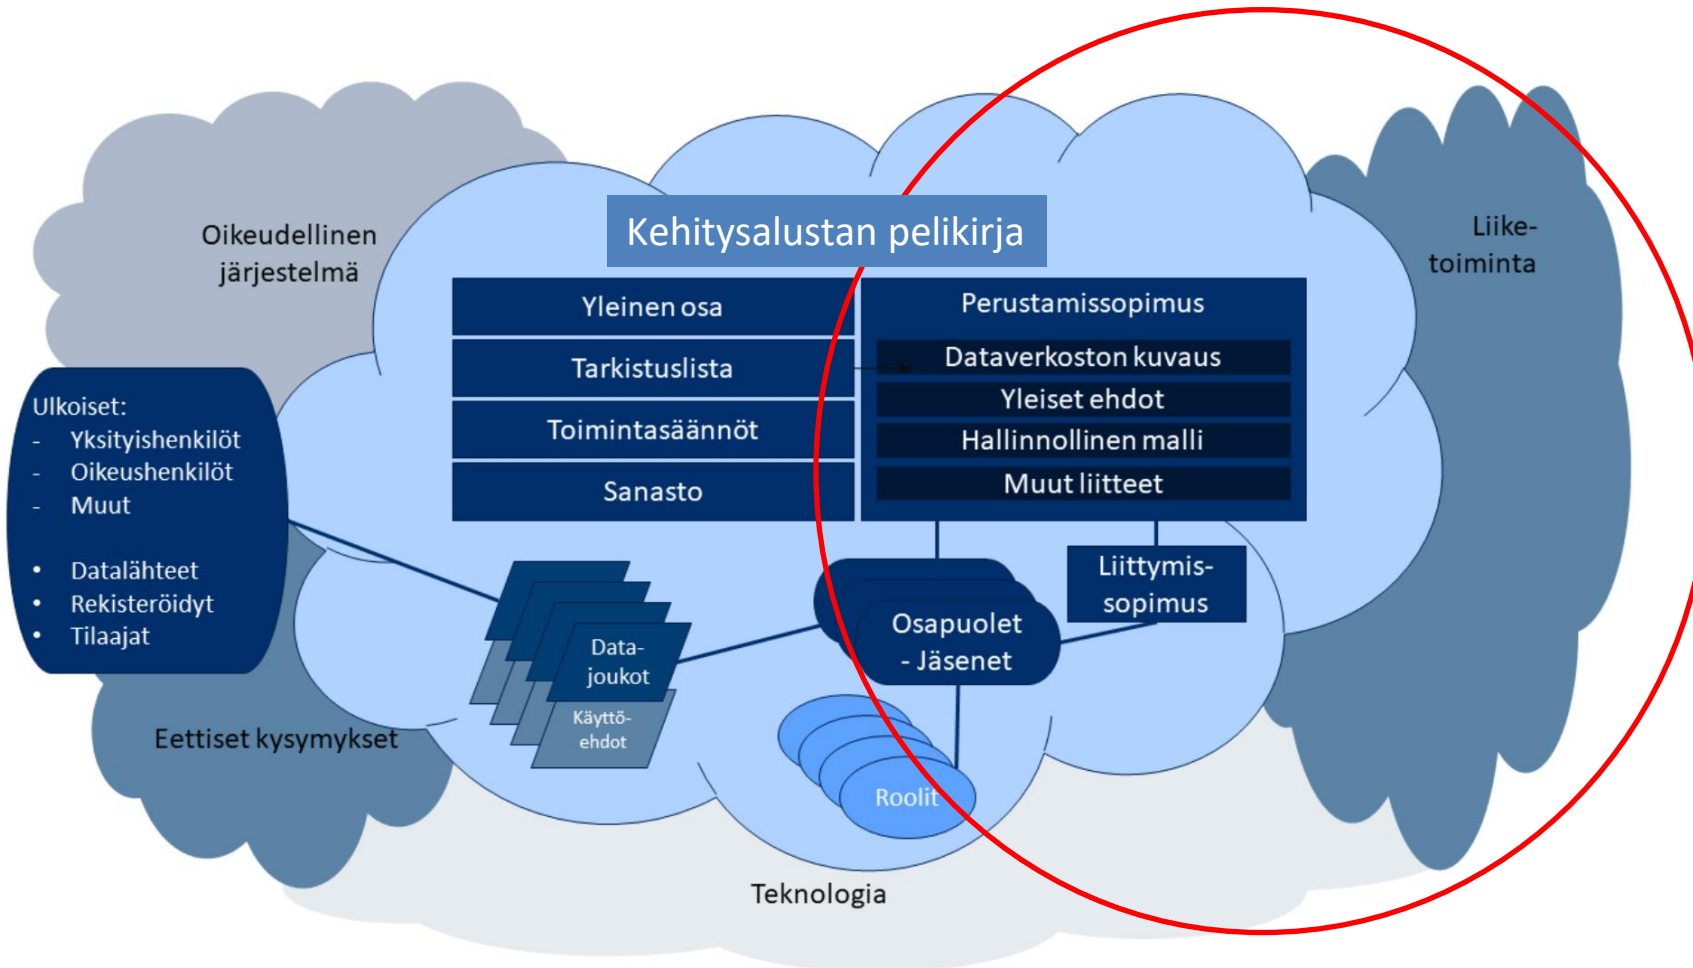 Kehitysalustan pelikirja
Oikeudellinen
järjestelmä
Liike-
toiminta
Yleinen osa
Tarkistuslista
Toimintasäännöt
Sanasto
Perustamissopimus
Dataverkoston kuvaus
Yleiset ehdot
Hallinnollinen malli
Muut liitteet
Ulkoiset:
- Yksityishenkilöt
- Oikeushenkilöt
- Muut
• Datalähteet
• Rekisteröidyt
• Tilaajat
Liittymis-
sopimus
Osapuolet
- Jäsenet
Data-
joukot
Käyttö-
ehdot
Eettiset kysymykset
Roolit
Teknologia